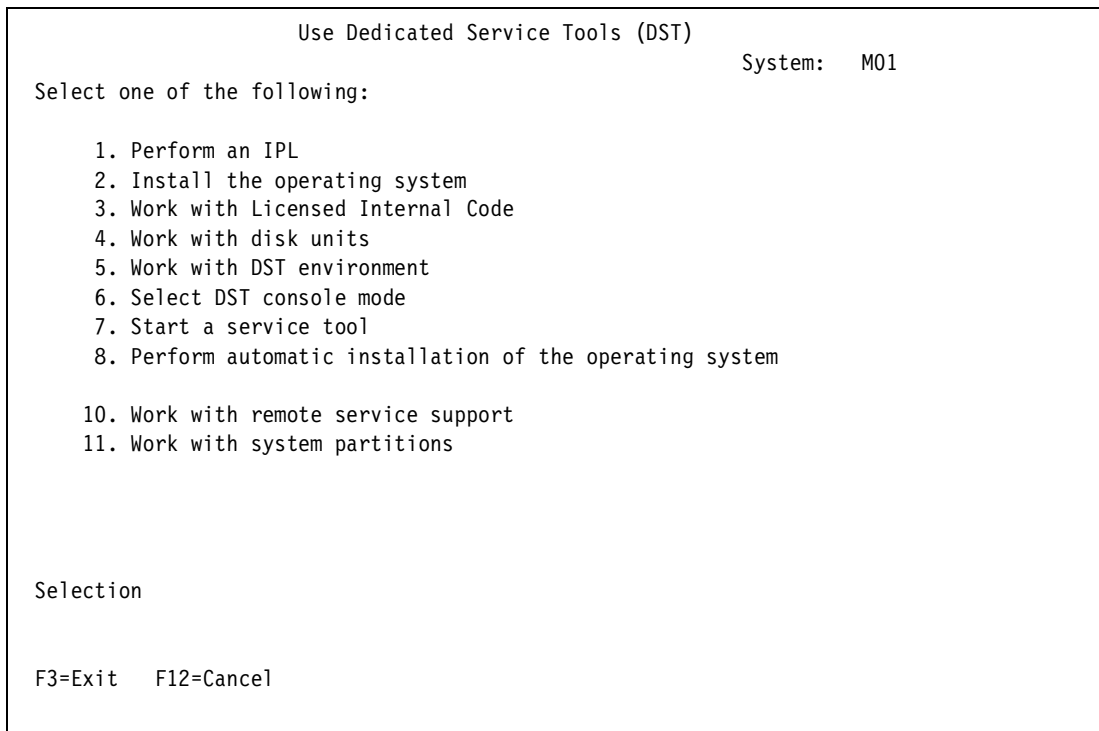 Use Dedicated Service Tools (DST)
System: M01
Select one of the following:
1. Perform an IPL
2. Install the operating system
3. Work with Licensed Internal Code
4. Work with disk units
5. Work with DST environment
6. Select DST console mode
7. Start a service tool
8. Perform automatic installation of the operating system
10. Work with remote service support
11. Work with system partitions
Selection
F3=Exit F12=Cancel